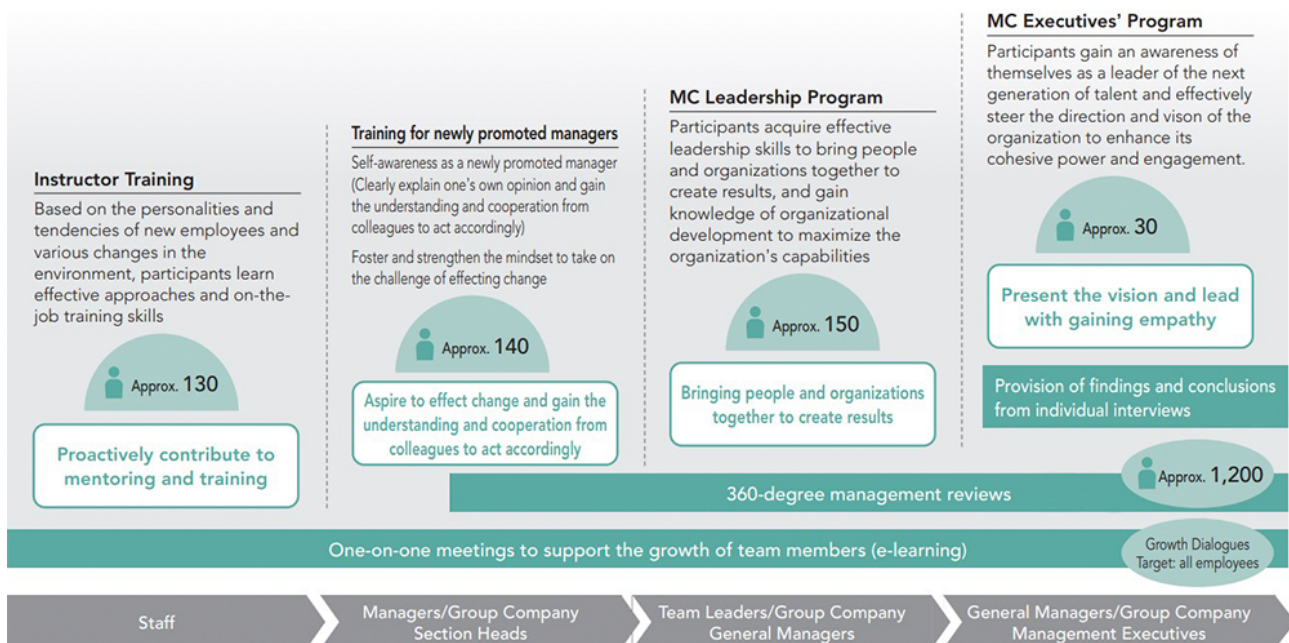 Instructor Training
Based on the personalities and
tendencies of new employees and
various changes in the
environment, participants learn
effective approaches and on-the-
job training skills
Approx. 130
Proactively contribute to
mentoring and training
Training for newly promoted managers
Self-awareness as a newly promoted manager
(Clearly explain one's own opinion and gain
the understanding and cooperation from
colleagues to act accordingly)
Foster and strengthen the mindset to take on
the challenge of effecting change
Approx. 140
Aspire to effect change and gain the
understanding and cooperation from
colleagues to act accordingly
MC Leadership Program
Participants acquire effective
leadership skills to bring people
and organizations together to
create results, and gain
knowledge of organizational
development to maximize the
organization's capabilities
Approx. 150
Bringing people and organizations
together to create results
MC Executives' Program
Participants gain an awareness of
themselves as a leader of the next
generation of talent and effectively
steer the direction and vison of the
organization to enhance its
cohesive power and engagement.
Approx. 30
Present the vision and lead
with gaining empathy
Provision of findings and conclusions
from individual interviews
360-degree management reviews
Approx. 1,200
One-on-one meetings to support the growth of team members (e-learning)
Growth Dialogues
Target: all employees
Staff
Managers/Group Company
Section Heads
Team Leaders/Group Company
General Managers
General Managers/Group Company
Management Executives